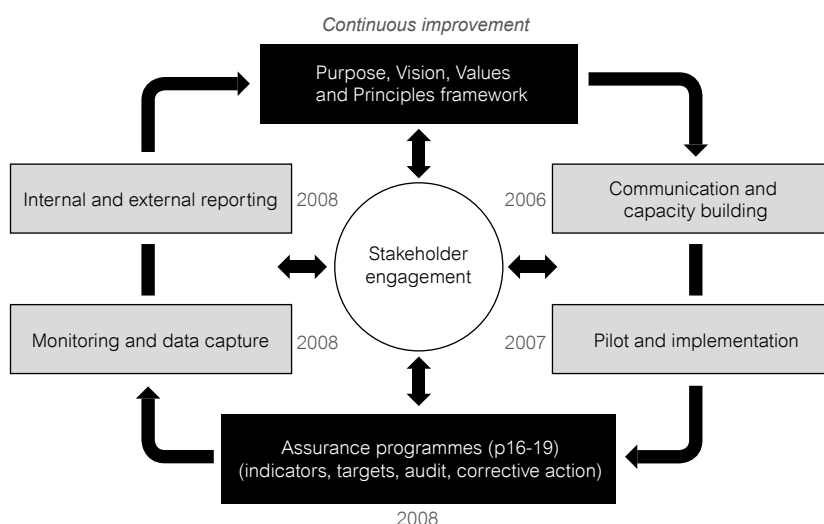 Continuous improvement
Purpose, Vision, Values
and Principles framework
Internal and external reporting
2008
2006
Communication and
capacity building
Stakeholder
engagement
Monitoring and data capture
2008
2007
Pilot and implementation
Assurance programmes (p16-19)
(indicators, targets, audit, corrective action)
2008